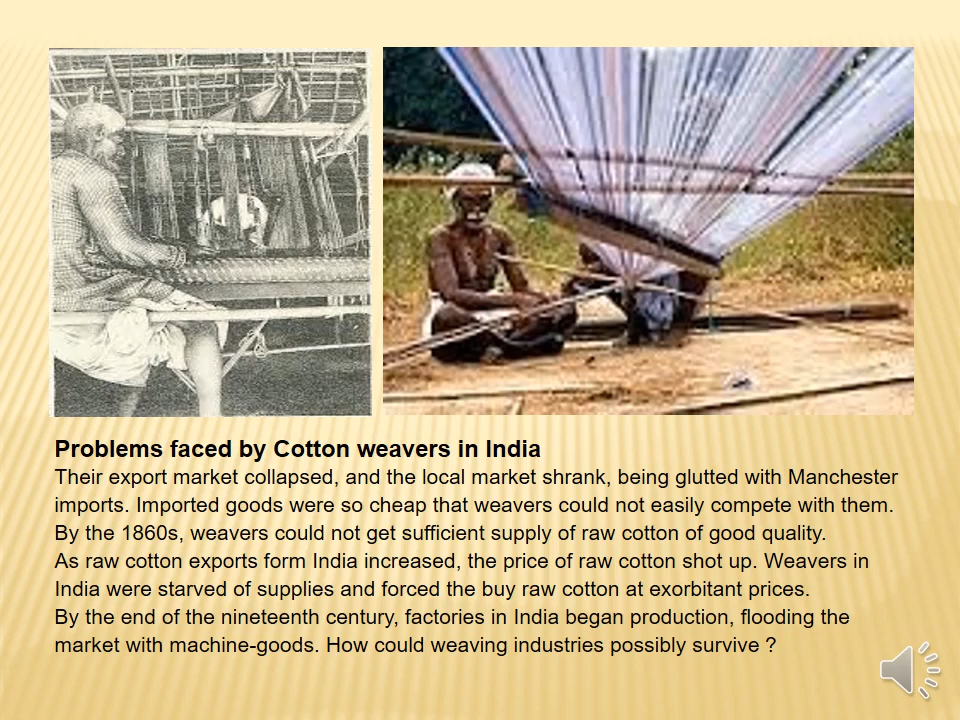 Problems faced by Cotton weavers in India
Their export market collapsed, and the local market shrank, being glutted with Manchester
imports. Imported goods were so cheap that weavers could not easily compete with them.
By the 1860s, weavers could not get sufficient supply of raw cotton of good quality.
As raw cotton exports form India increased, the price of raw cotton shot up. Weavers in
India were starved of supplies and forced the buy raw cotton at exorbitant prices.
By the end of the nineteenth century, factories in India began production, flooding the
market with machine-goods. How could weaving industries possibly survive ?